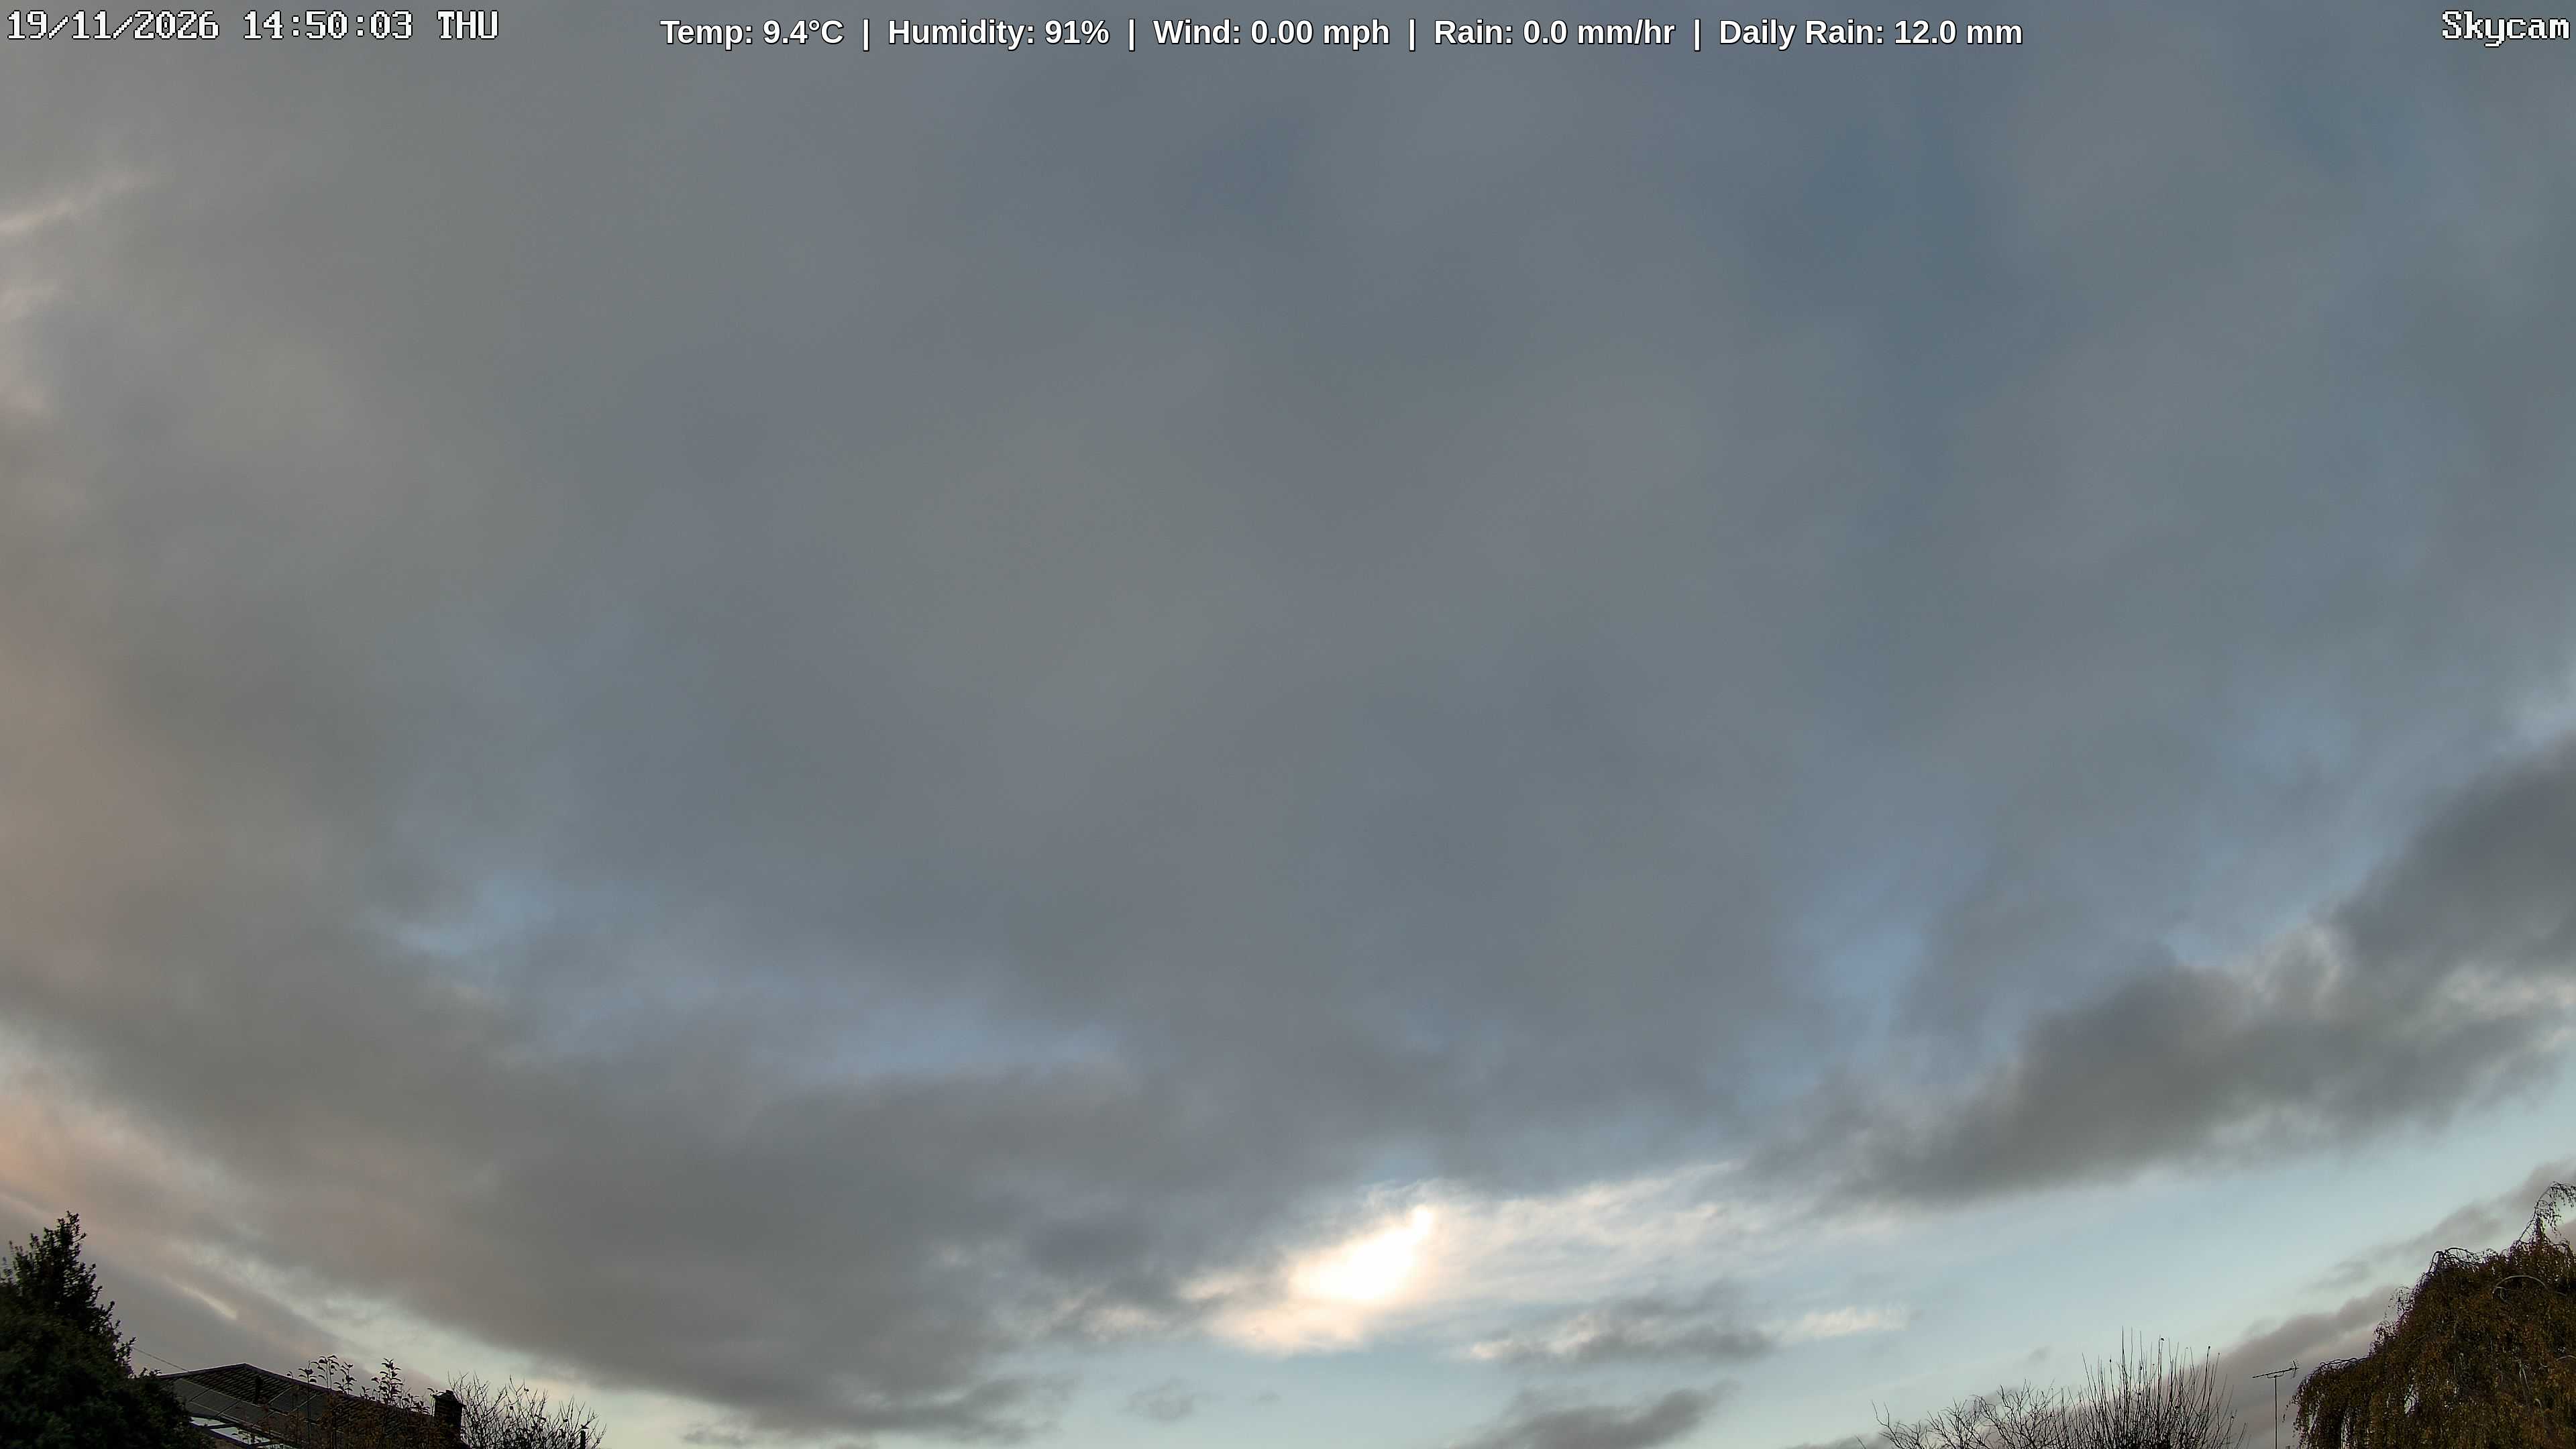 19/11/2026 14:50:03 THU
Temp: 9.4°C | Humidity: 91% | Wind: 0.00 mph | Rain: 0.0 mm/hr | Daily Rain: 12.0 mm
Skycam